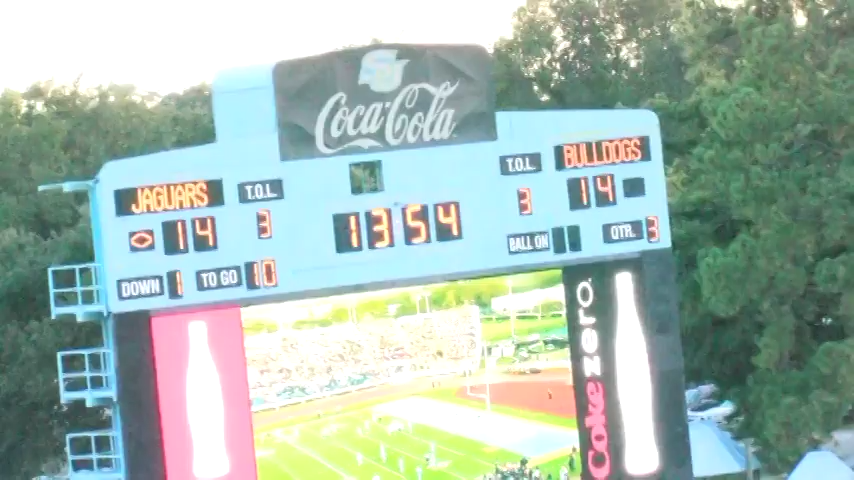 SU
Coca-Cola
JAGUARS T.O.L. T.O.L. BULLDOGS
14 3 13:54 3 14
DOWN 1 TO GO 10 BALL ON QTR. 3
Coke zero